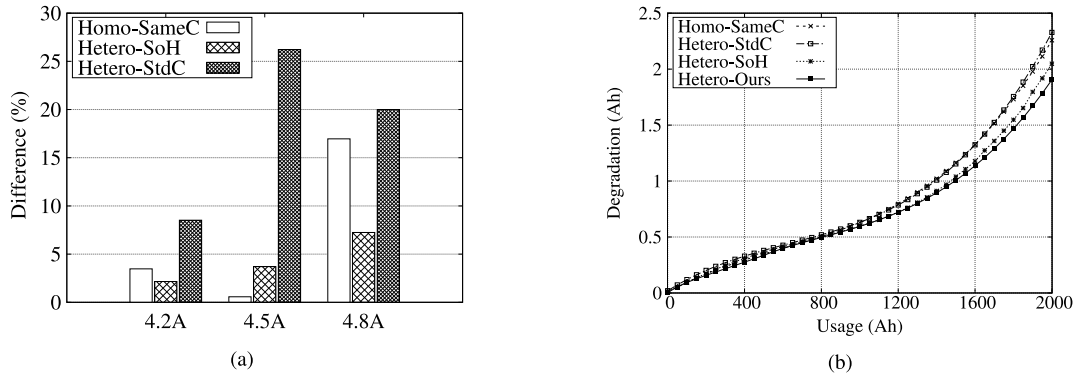 30
25
20
15
10
5
0
Difference (%)
Homo-SameC
Hetero-SoH
Hetero-StdC
4.2A 4.5A 4.8A
(a)
2.5
2
1.5
1
0.5
0
Degradation (Ah)
Homo-SameC
Hetero-StdC
Hetero-SoH
Hetero-Ours
0 400 800 1200 1600 2000
Usage (Ah)
(b)